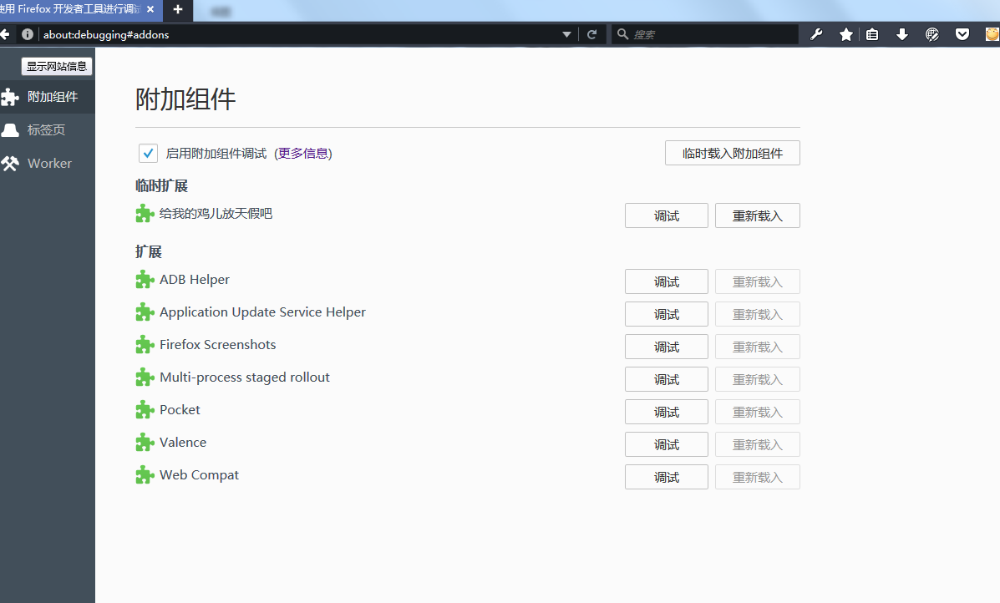 使用 Firefox 开发者工具进行调试
about:debugging#addons
搜索
显示网站信息
附加组件
标签页
Worker
附加组件
启用附加组件调试 (更多信息)
临时载入附加组件
临时扩展
给我的鸡儿放天假吧
调试
重新载入
扩展
ADB Helper
调试
重新载入
Application Update Service Helper
调试
重新载入
Firefox Screenshots
调试
重新载入
Multi-process staged rollout
调试
重新载入
Pocket
调试
重新载入
Valence
调试
重新载入
Web Compat
调试
重新载入